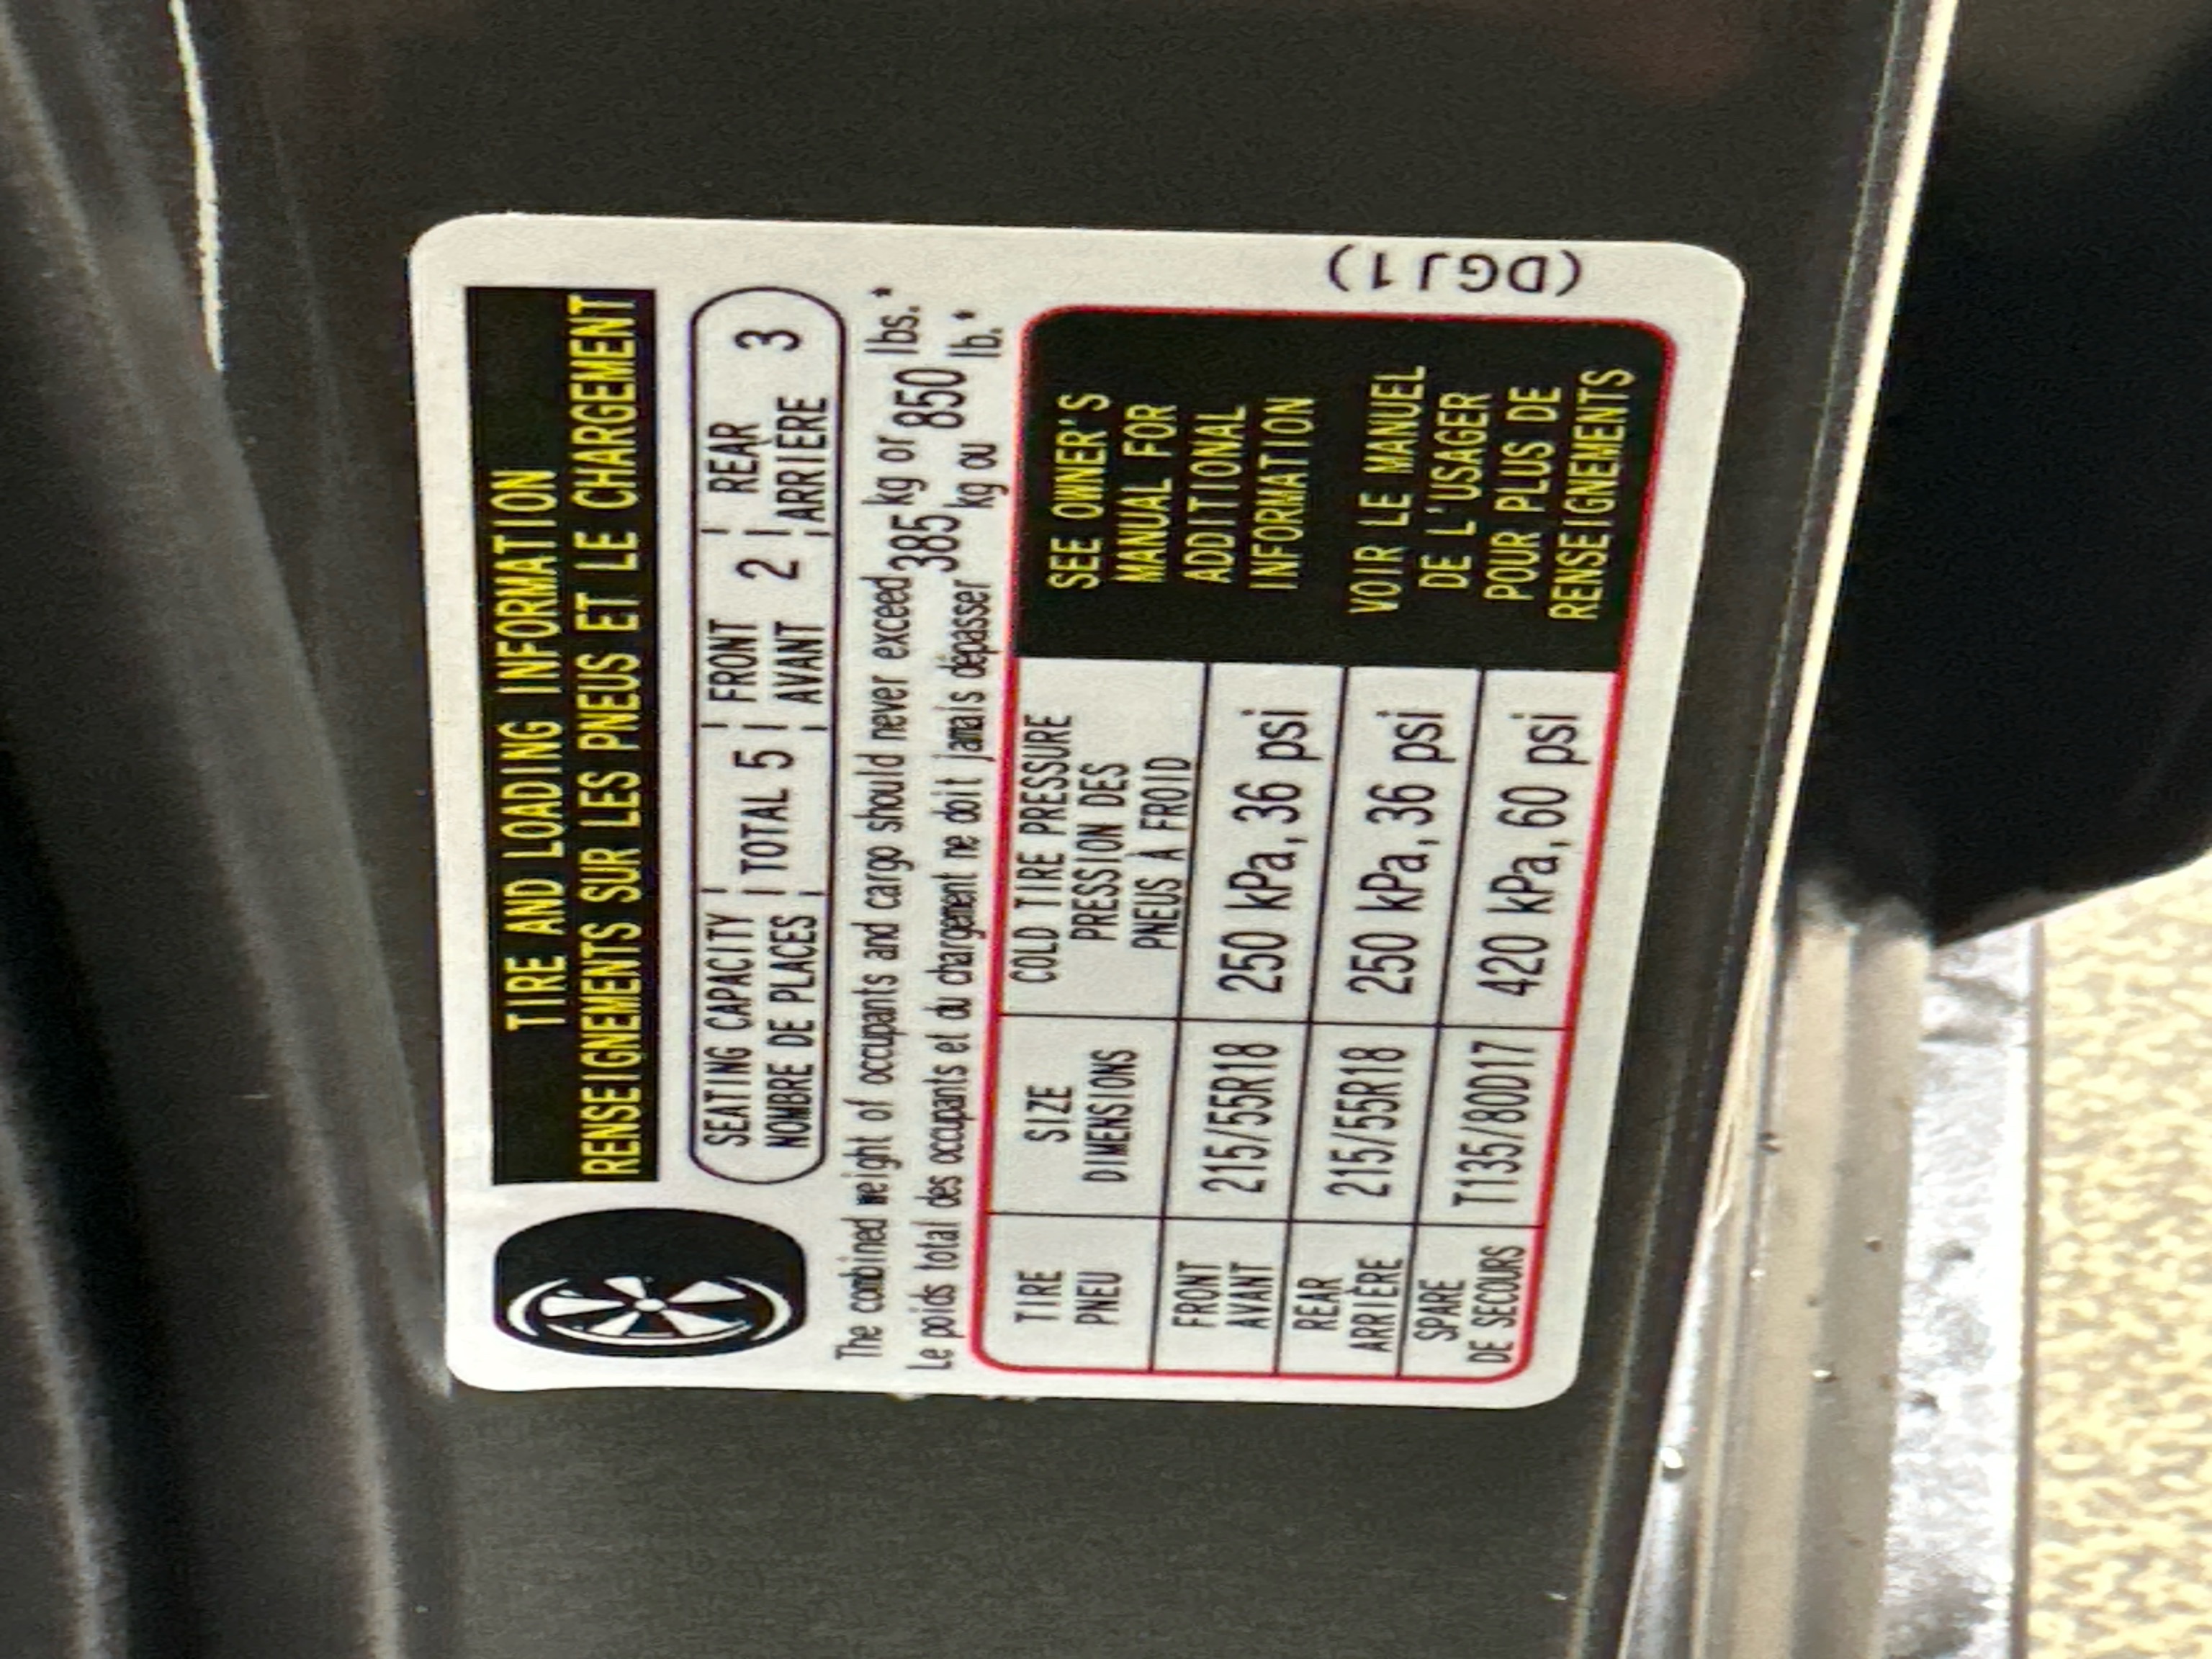 TIRE AND LOADING INFORMATION
RENSEIGNEMENTS SUR LES PNEUS ET LE CHARGEMENT
SEATING CAPACITY
NOMBRE DE PLACES
TOTAL 5
FRONT
AVANT
2
REAR
ARRIÈRE
3
The combined weight of occupants and cargo should never exceed 385 kg or 850 lbs.*
Le poids total des occupants et du chargement ne doit jamais dépasser kg ou lb.*
TIRE
PNEU
SIZE
DIMENSIONS
COLD TIRE PRESSURE
PRESSION DES
PNEUS À FROID
FRONT
AVANT
215/55R18
250 kPa, 36 psi
REAR
ARRIÈRE
215/55R18
250 kPa, 36 psi
SPARE
DE SECOURS
T135/80D17
420 kPa, 60 psi
SEE OWNER'S
MANUAL FOR
ADDITIONAL
INFORMATION
VOIR LE MANUEL
DE L'USAGER
POUR PLUS DE
RENSEIGNEMENTS
(DGJ1)